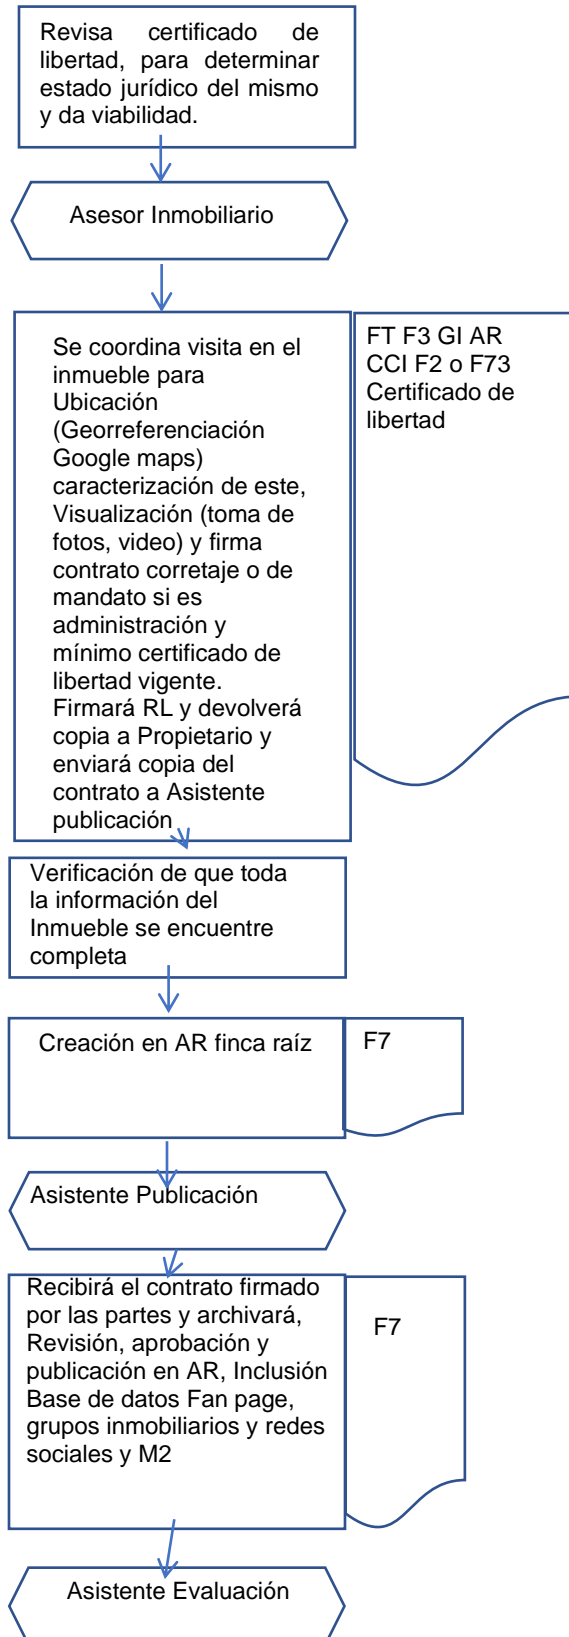 Revisa certificado de
libertad, para determinar
estado jurídico del mismo
y da viabilidad.
Asesor Inmobiliario
Se coordina visita en el
inmueble para
Ubicación
(Georreferenciación
Google maps)
caracterización de este,
Visualización (toma de
fotos, video) y firma
contrato corretaje o de
mandato si es
administración y
mínimo certificado de
libertad vigente.
Firmará RL y devolverá
copia a Propietario y
enviará copia del
contrato a Asistente
publicación
FT F3 GI AR
CCI F2 o F73
Certificado de
libertad
Verificación de que toda
la información del
Inmueble se encuentre
completa
Creación en AR finca raíz
F7
Asistente Publicación
Recibirá el contrato firmado
por las partes y archivará,
Revisión, aprobación y
publicación en AR, Inclusión
Base de datos Fan page,
grupos inmobiliarios y redes
sociales y M2
F7
Asistente Evaluación